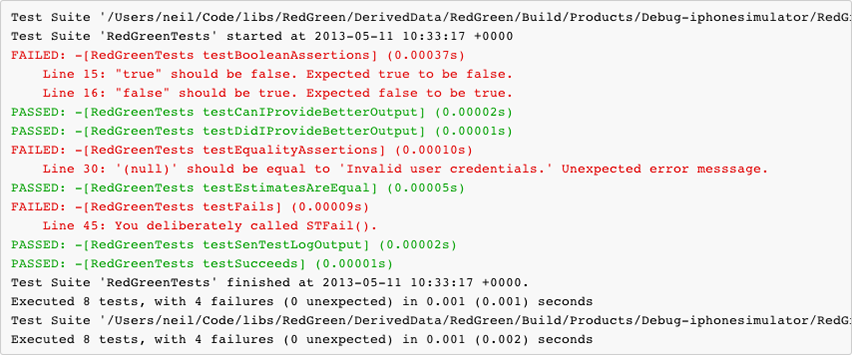 Test Suite '/Users/neil/Code/libs/RedGreen/DerivedData/RedGreen/Build/Products/Debug-iphonesimulator/RedG
Test Suite 'RedGreenTests' started at 2013-05-11 10:33:17 +0000
FAILED: -[RedGreenTests testBooleanAssertions] (0.00037s)
Line 15: "true" should be false. Expected true to be false.
Line 16: "false" should be true. Expected false to be true.
PASSED: -[RedGreenTests testCanIProvideBetterOutput] (0.00002s)
PASSED: -[RedGreenTests testDidIProvideBetterOutput] (0.00001s)
FAILED: -[RedGreenTests testEqualityAssertions] (0.00010s)
Line 30: '(null)' should be equal to 'Invalid user credentials.' Unexpected error messsage.
PASSED: -[RedGreenTests testEstimatesAreEqual] (0.00005s)
FAILED: -[RedGreenTests testFails] (0.00009s)
Line 45: You deliberately called STFail().
PASSED: -[RedGreenTests testSenTestLogOutput] (0.00002s)
PASSED: -[RedGreenTests testSucceeds] (0.00001s)
Test Suite 'RedGreenTests' finished at 2013-05-11 10:33:17 +0000.
Executed 8 tests, with 4 failures (0 unexpected) in 0.001 (0.001) seconds
Test Suite '/Users/neil/Code/libs/RedGreen/DerivedData/RedGreen/Build/Products/Debug-iphonesimulator/RedG
Executed 8 tests, with 4 failures (0 unexpected) in 0.001 (0.002) seconds